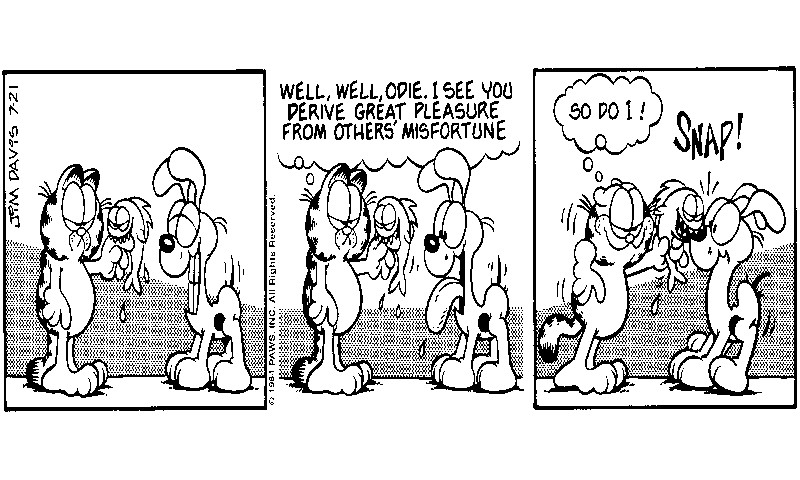 JIM DAVIS 7-21
© 1981 PAWS, INC. All Rights Reserved.
WELL, WELL, ODIE. I SEE YOU
DERIVE GREAT PLEASURE
FROM OTHERS' MISFORTUNE
SO DO I!
SNAP!